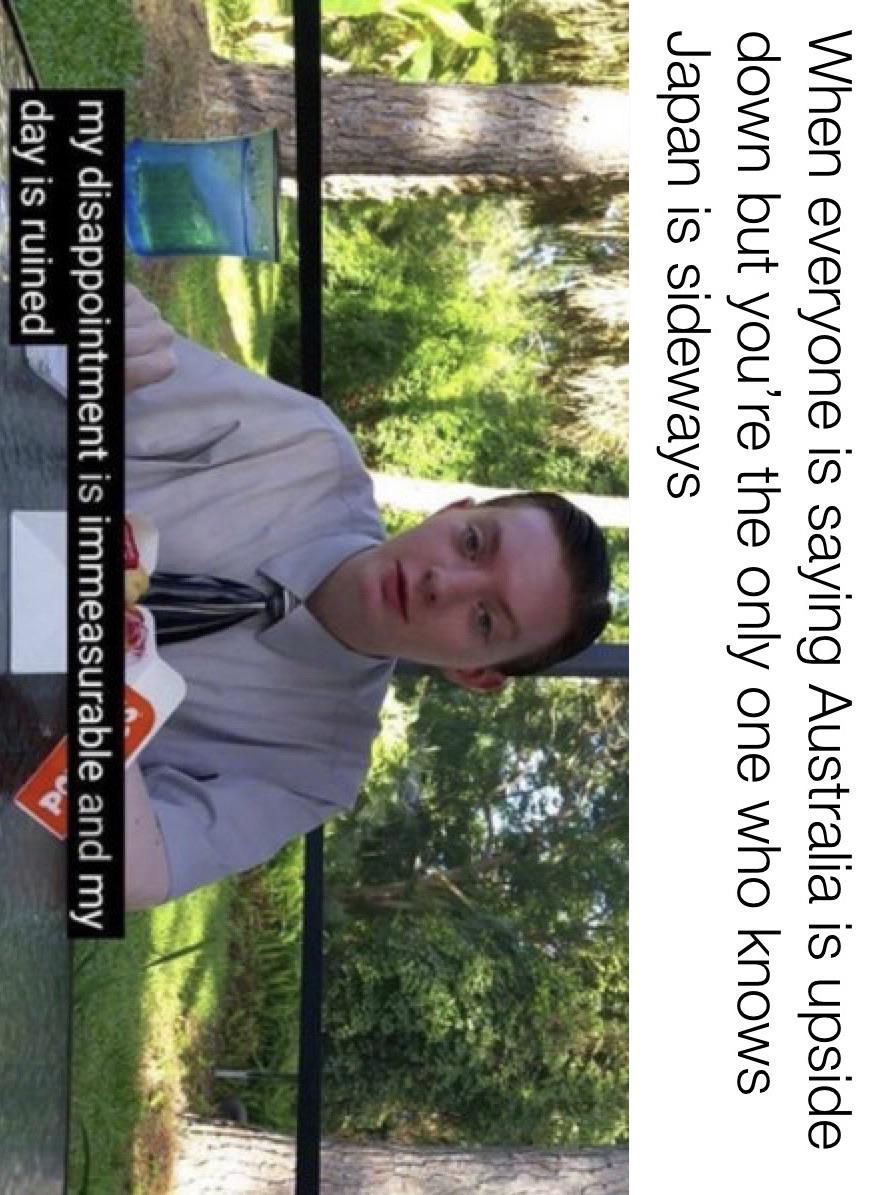 When everyone is saying Australia is upside
down but you're the only one who knows
Japan is sideways
my disappointment is immeasurable and my
day is ruined